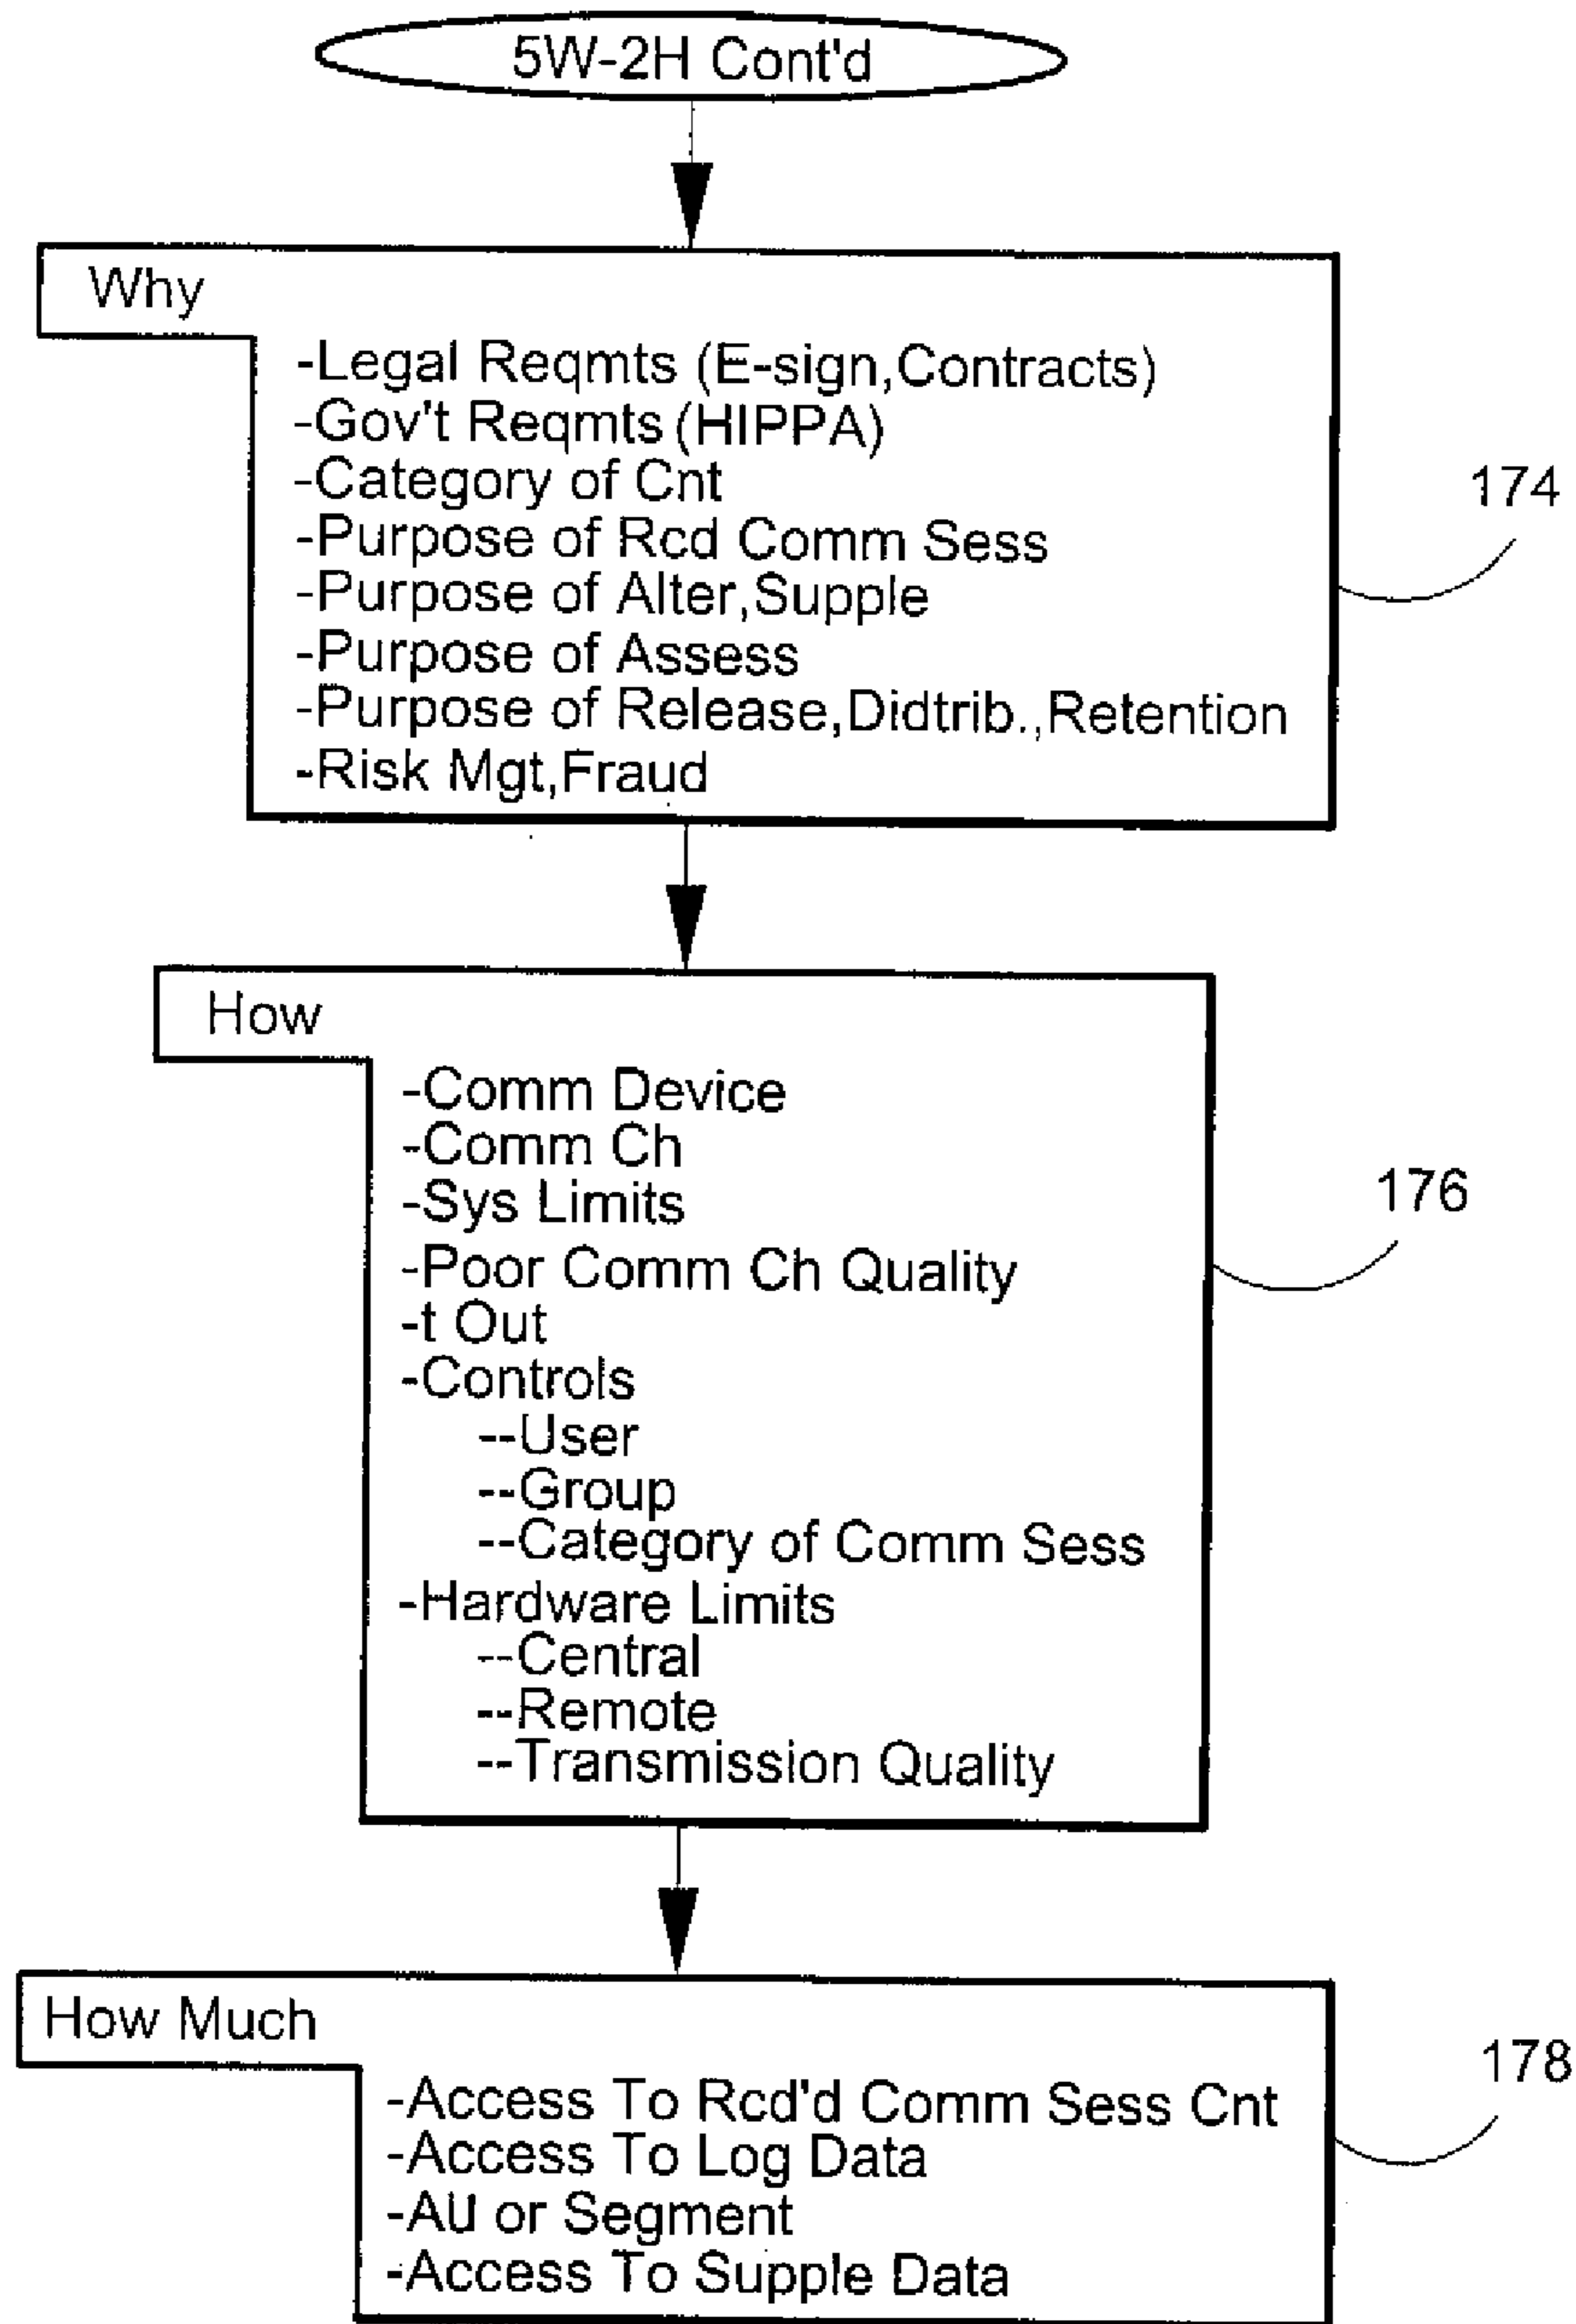 5W-2H Cont'd
Why
-Legal Reqmts (E-sign,Contracts)
-Gov't Reqmts (HIPPA)
-Category of Cnt
-Purpose of Rcd Comm Sess
-Purpose of Alter,Supple
-Purpose of Assess
-Purpose of Release,Didtrib.,Retention
-Risk Mgt,Fraud
174
How
-Comm Device
-Comm Ch
-Sys Limits
-Poor Comm Ch Quality
-t Out
-Controls
--User
--Group
--Category of Comm Sess
-Hardware Limits
--Central
--Remote
--Transmission Quality
176
How Much
-Access To Rcd'd Comm Sess Cnt
-Access To Log Data
-AU or Segment
-Access To Supple Data
178